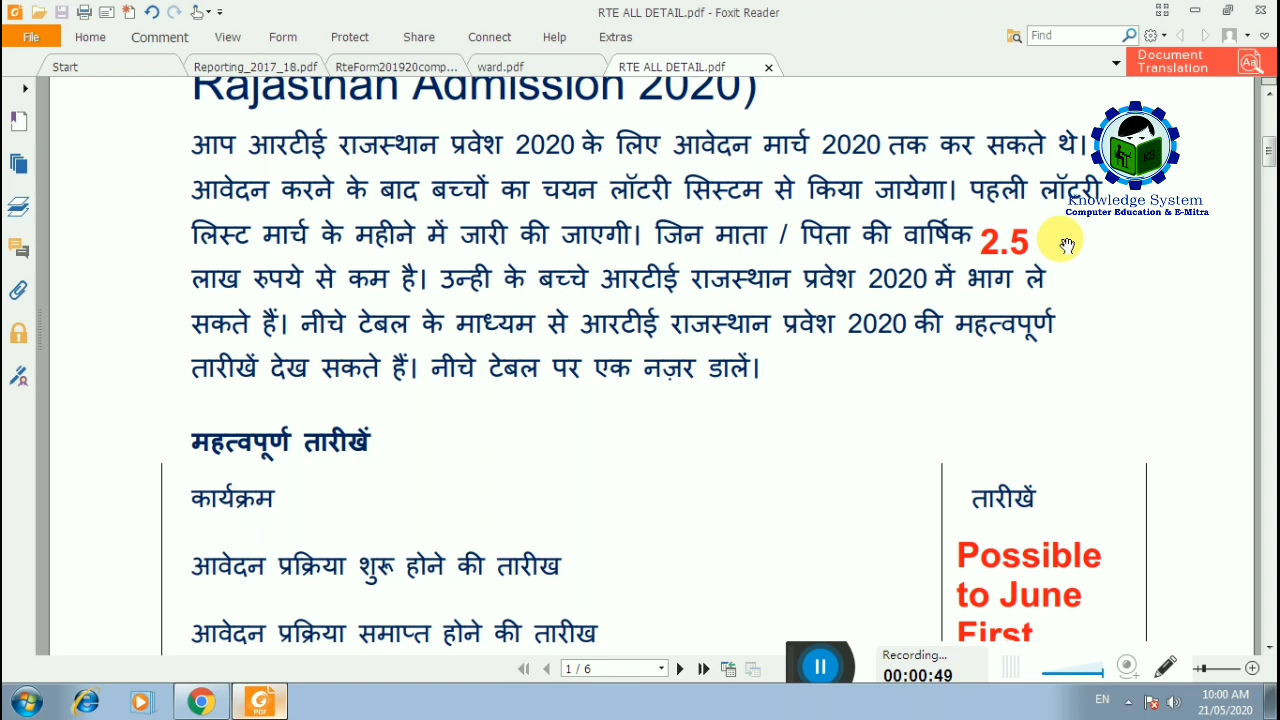 RTE ALL DETAIL.pdf - Foxit Reader
File Home Comment View Form Protect Share Connect Help Extras
Find
Start Reporting_2017_18.pdf RteForm201920comp... ward.pdf RTE ALL DETAIL.pdf
Document
Translation
Rajasthan Admission 2020)
आप आरटीई राजस्थान प्रवेश 2020 के लिए आवेदन मार्च 2020 तक कर सकते थे।
आवेदन करने के बाद बच्चों का चयन लॉटरी सिस्टम से किया जायेगा। पहली लॉटरी
लिस्ट मार्च के महीने में जारी की जाएगी। जिन माता / पिता की वार्षिक 2.5
लाख रुपये से कम है। उन्ही के बच्चे आरटीई राजस्थान प्रवेश 2020 में भाग ले
सकते हैं। नीचे टेबल के माध्यम से आरटीई राजस्थान प्रवेश 2020 की महत्वपूर्ण
तारीखें देख सकते हैं। नीचे टेबल पर एक नज़र डालें।
KS
Knowledge System
Computer Education & E-Mitra
महत्वपूर्ण तारीखें
कार्यक्रम तारीखें
आवेदन प्रक्रिया शुरू होने की तारीख
Possible
to June
First
आवेदन प्रक्रिया समाप्त होने की तारीख
1 / 6
Recording...
00:00:49
EN
10:00 AM
21/05/2020